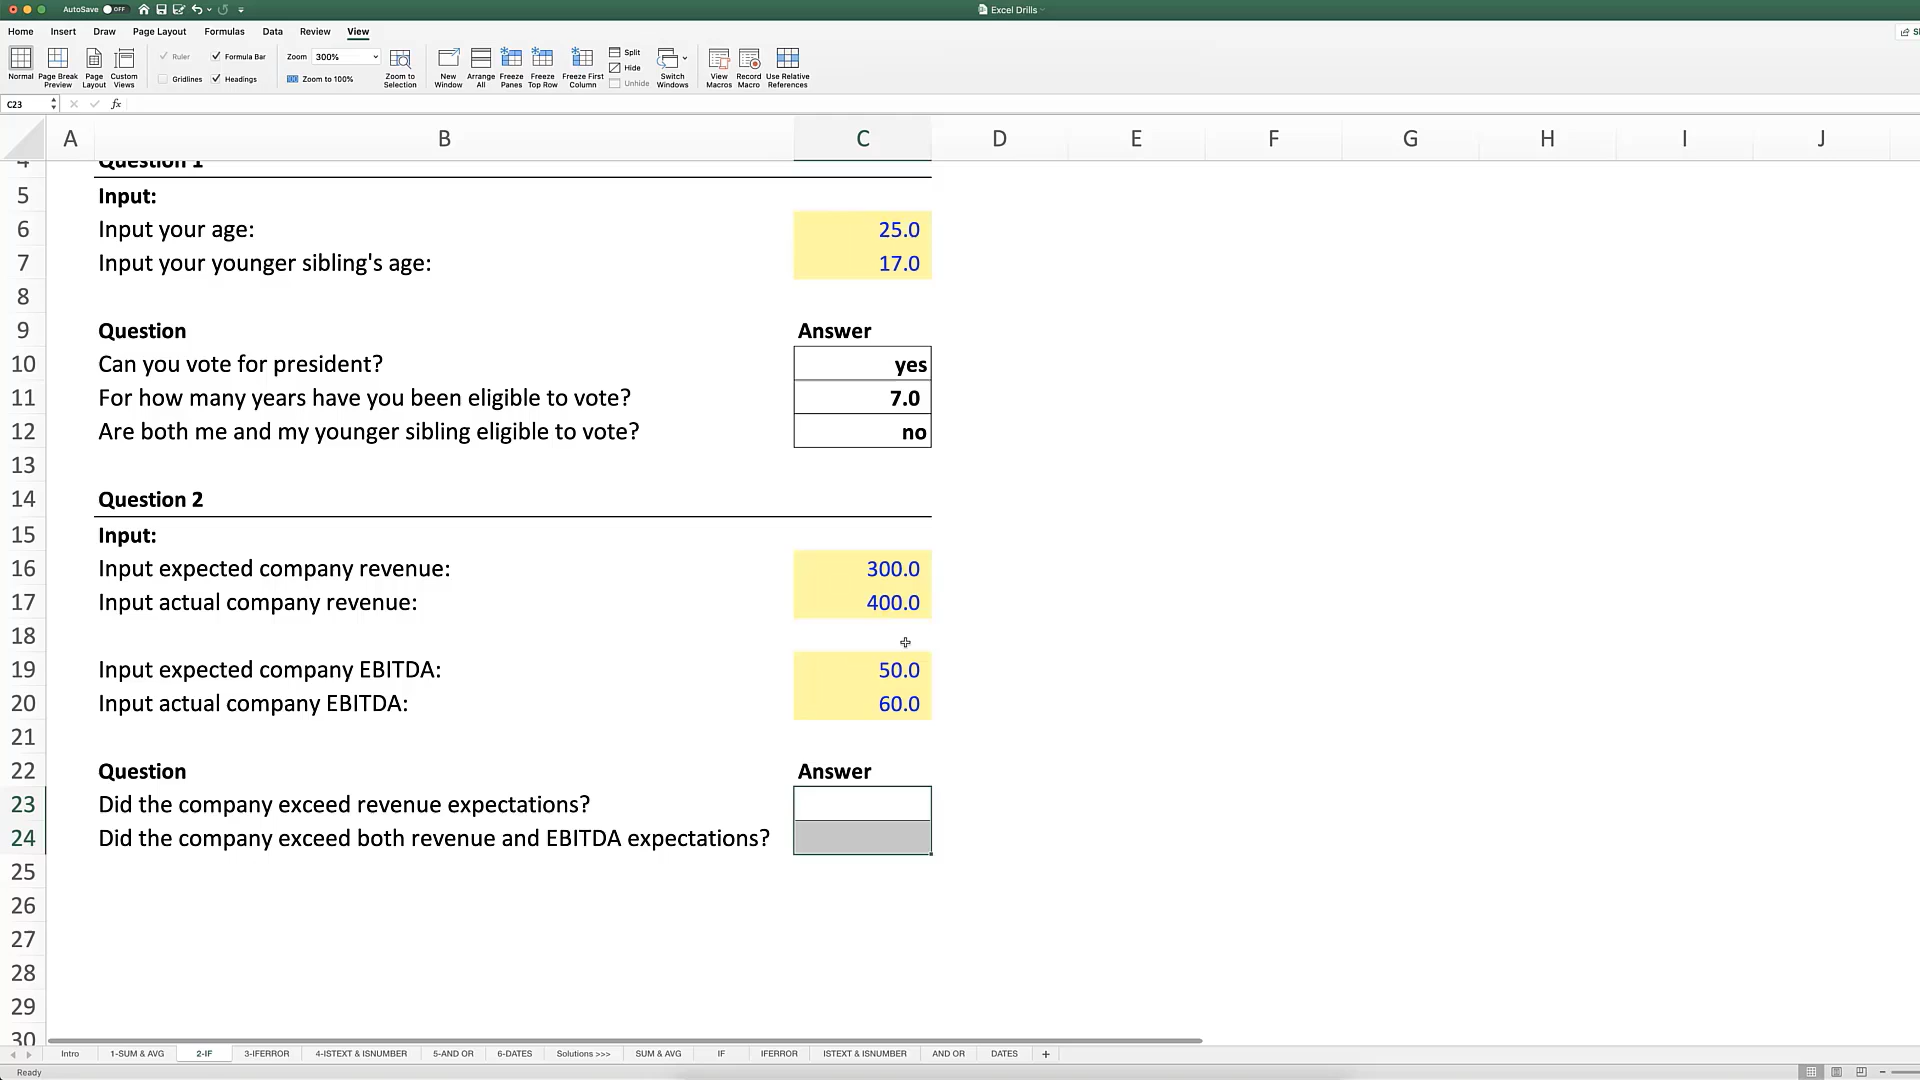 AutoSave OFF
Excel Drills
Home Insert Draw Page Layout Formulas Data Review View
Normal Page Break Preview Page Layout Custom Views
Ruler Formula Bar Gridlines Headings
Zoom 300% Zoom to 100% Zoom to Selection
New Window Arrange All Freeze Panes Freeze Top Row Freeze First Column
Split Hide Unhide Switch Windows
View Macros Record Macro Use Relative References
C23 fx
A B C D E F G H I J
4 Question 1
5 Input:
6 Input your age: 25.0
7 Input your younger sibling's age: 17.0
8
9 Question Answer
10 Can you vote for president? yes
11 For how many years have you been eligible to vote? 7.0
12 Are both me and my younger sibling eligible to vote? no
13
14 Question 2
15 Input:
16 Input expected company revenue: 300.0
17 Input actual company revenue: 400.0
18
19 Input expected company EBITDA: 50.0
20 Input actual company EBITDA: 60.0
21
22 Question Answer
23 Did the company exceed revenue expectations?
24 Did the company exceed both revenue and EBITDA expectations?
25
26
27
28
29
30
Intro 1-SUM & AVG 2-IF 3-IFERROR 4-ISTEXT & ISNUMBER 5-AND OR 6-DATES Solutions >>> SUM & AVG IF IFERROR ISTEXT & ISNUMBER AND OR DATES +
Ready